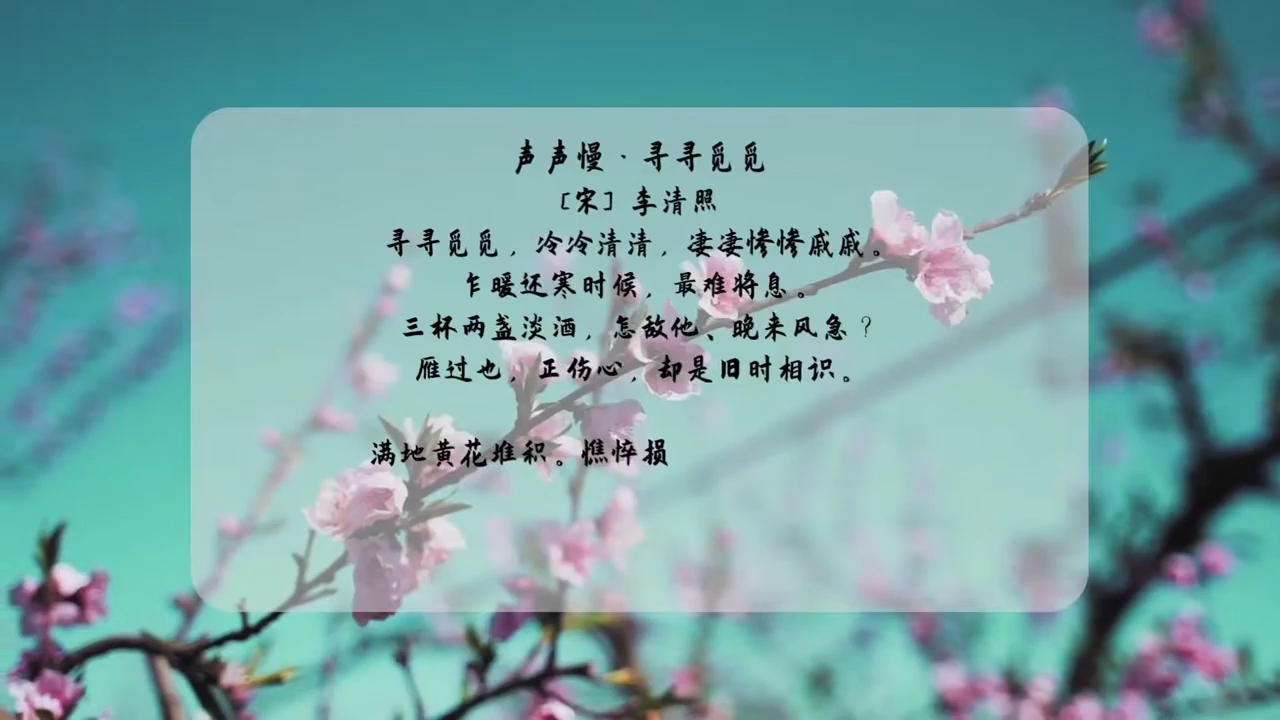 声声慢·寻寻觅觅
［宋］李清照
寻寻觅觅，冷冷清清，凄凄惨惨戚戚。
乍暖还寒时候，最难将息。
三杯两盏淡酒，怎敌他、晚来风急？
雁过也，正伤心，却是旧时相识。
满地黄花堆积。憔悴损